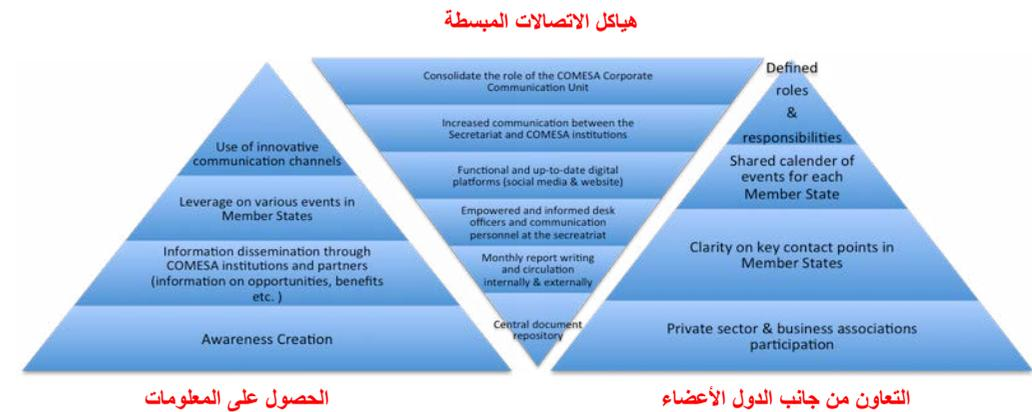 هياكل الاتصالات المبسطة
Use of innovative
communication channels
Leverage on various events in
Member States
Information dissemination through
COMESA institutions and partners
(information on opportunities, benefits
etc. )
Awareness Creation
Consolidate the role of the COMESA Corporate
Communication Unit
Increased communication between the
Secretariat and COMESA institutions
Functional and up-to-date digital
platforms (social media & website)
Empowered and informed desk
officers and communication
personnel at the secreatriat
Monthly report writing
and circulation
internally & externally
Central document
repository
Defined
roles
&
responsibilities
Shared calender of
events for each
Member State
Clarity on key contact points in
Member States
Private sector & business associations
participation
الحصول على المعلومات
التعاون من جانب الدول الأعضاء